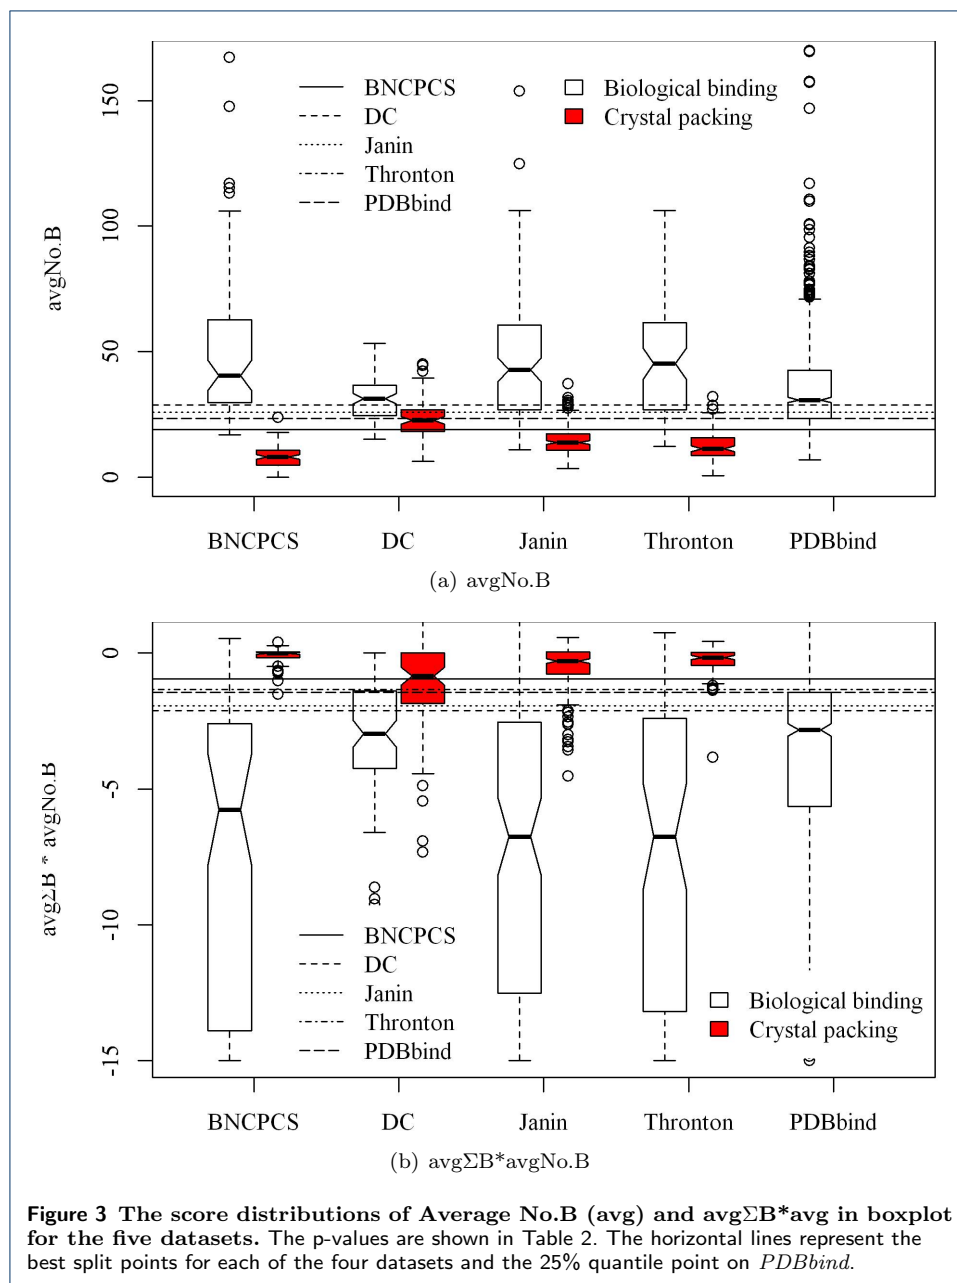 BNCPCS
DC
Janin
Thronton
PDBbind
Biological binding
Crystal packing
avgNo.B
150
100
50
0
BNCPCS DC Janin Thronton PDBbind
(a) avgNo.B
avgΣB * avgNo.B
0
-5
-10
-15
BNCPCS
DC
Janin
Thronton
PDBbind
Biological binding
Crystal packing
BNCPCS DC Janin Thronton PDBbind
(b) avgΣB*avgNo.B
Figure 3 The score distributions of Average No.B (avg) and avgΣB*avg in boxplot
for the five datasets. The p-values are shown in Table 2. The horizontal lines represent the
best split points for each of the four datasets and the 25% quantile point on PDBbind.